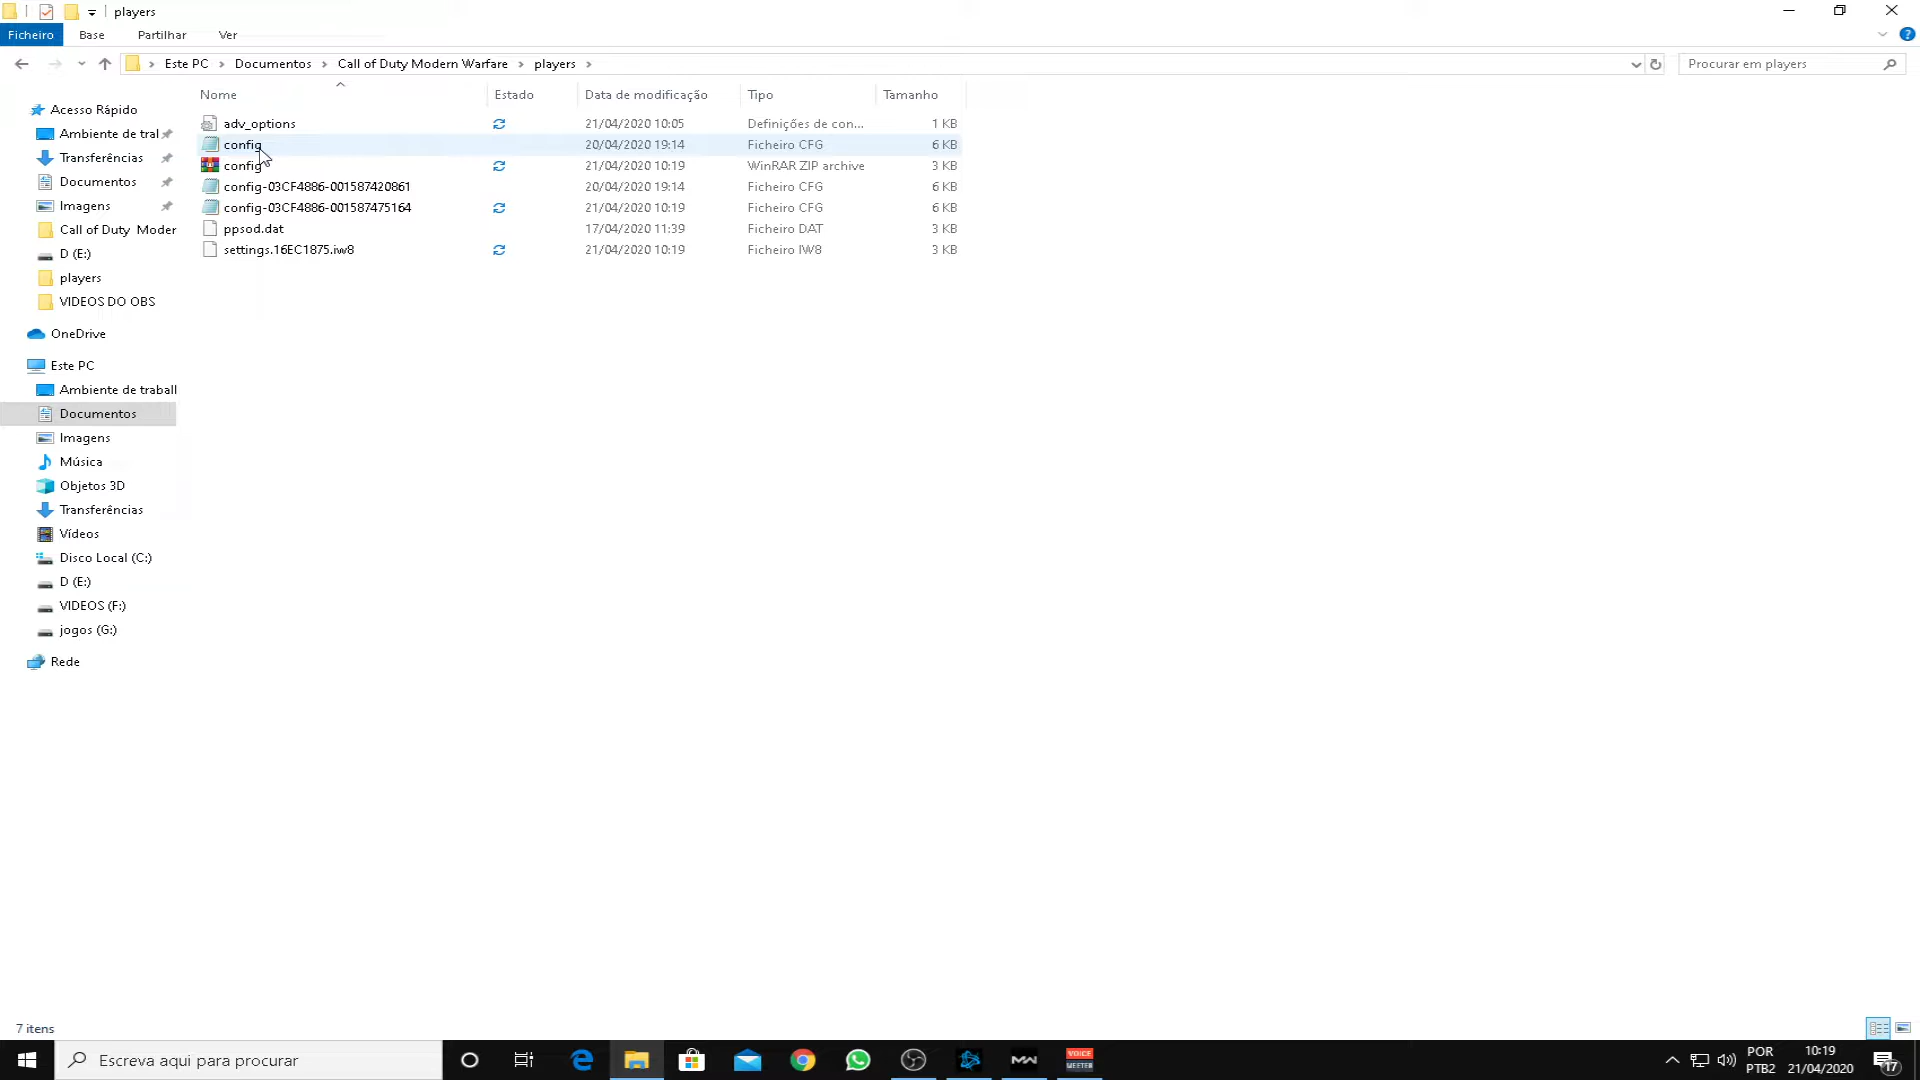 players
Ficheiro Base Partilhar Ver
Este PC Documentos Call of Duty Modern Warfare players Procurar em players
Nome Estado Data de modificação Tipo Tamanho
adv_options 21/04/2020 10:05 Definições de con... 1 KB
config 20/04/2020 19:14 Ficheiro CFG 6 KB
config 21/04/2020 10:19 WinRAR ZIP archive 3 KB
config-03CF4886-001587420861 20/04/2020 19:14 Ficheiro CFG 6 KB
config-03CF4886-001587475164 21/04/2020 10:19 Ficheiro CFG 6 KB
ppsod.dat 17/04/2020 11:39 Ficheiro DAT 3 KB
settings.16EC1875.iw8 21/04/2020 10:19 Ficheiro IW8 3 KB
Acesso Rápido
Ambiente de tral
Transferências
Documentos
Imagens
Call of Duty Moder
D (E:)
players
VIDEOS DO OBS
OneDrive
Este PC
Ambiente de traball
Documentos
Imagens
Música
Objetos 3D
Transferências
Vídeos
Disco Local (C:)
D (E:)
VIDEOS (F:)
jogos (G:)
Rede
7 itens
Escreva aqui para procurar
VOICE
MEETER
POR
PTB2
10:19
21/04/2020
17